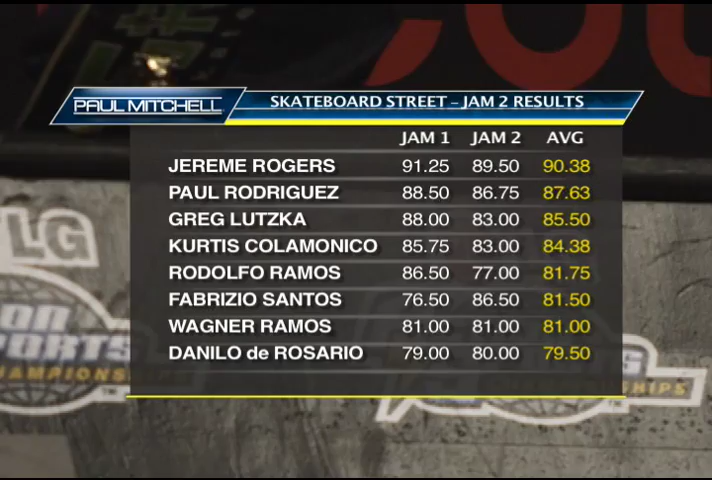 PAUL MITCHELL
SKATEBOARD STREET – JAM 2 RESULTS
JAM 1 JAM 2 AVG
JEREME ROGERS 91.25 89.50 90.38
PAUL RODRIGUEZ 88.50 86.75 87.63
GREG LUTZKA 88.00 83.00 85.50
KURTIS COLAMONICO 85.75 83.00 84.38
RODOLFO RAMOS 86.50 77.00 81.75
FABRIZIO SANTOS 76.50 86.50 81.50
WAGNER RAMOS 81.00 81.00 81.00
DANILO de ROSARIO 79.00 80.00 79.50
LG